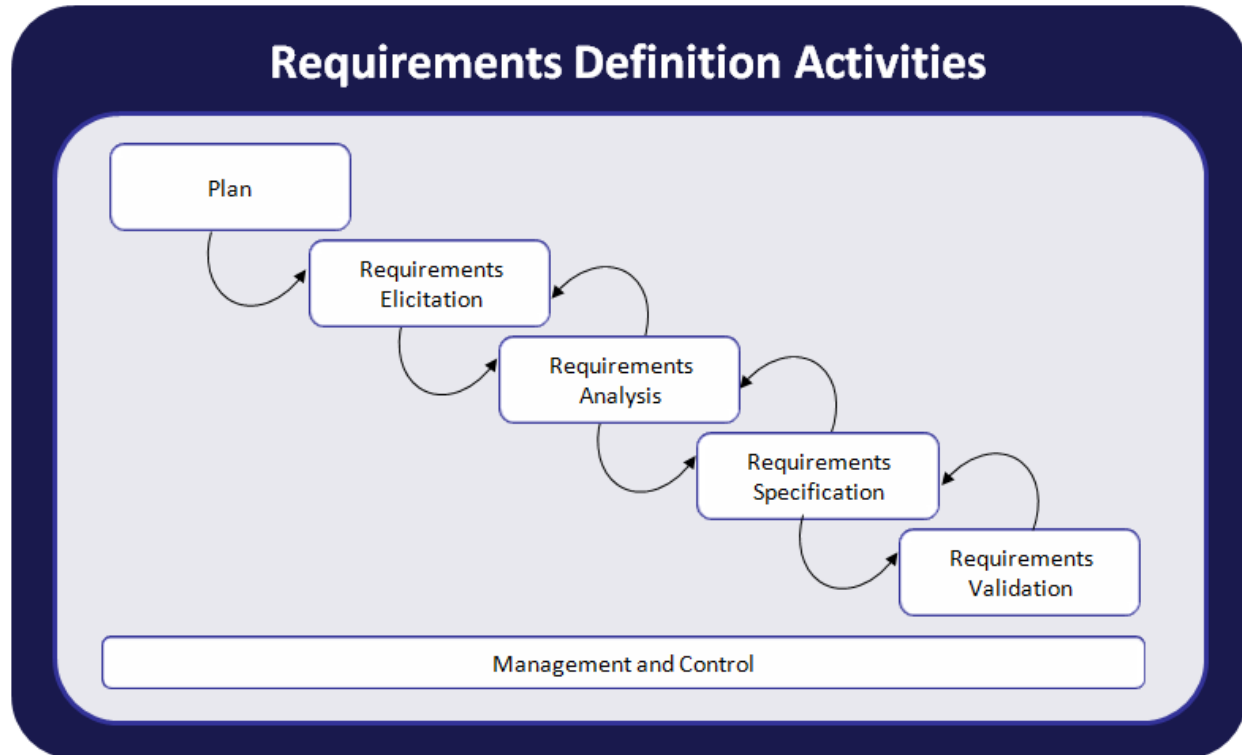 Requirements Definition Activities
Plan
Requirements
Elicitation
Requirements
Analysis
Requirements
Specification
Requirements
Validation
Management and Control